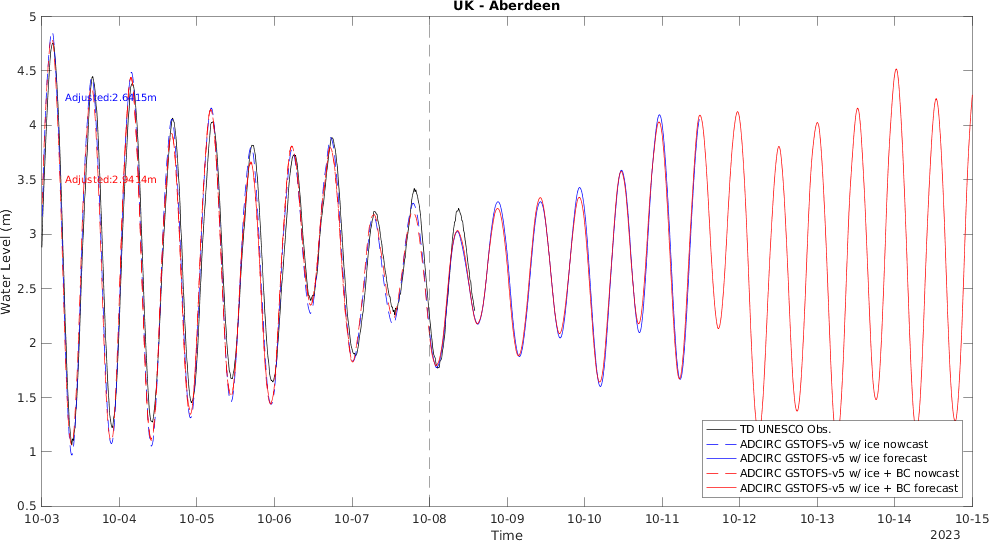 UK - Aberdeen
5
4.5
4
3.5
3
2.5
2
1.5
1
0.5
Water Level (m)
Adjusted:2.6415m
Adjusted:2.9414m
TD UNESCO Obs.
ADCIRC GSTOFS-v5 w/ ice nowcast
ADCIRC GSTOFS-v5 w/ ice forecast
ADCIRC GSTOFS-v5 w/ ice + BC nowcast
ADCIRC GSTOFS-v5 w/ ice + BC forecast
10-03 10-04 10-05 10-06 10-07 10-08 10-09 10-10 10-11 10-12 10-13 10-14 10-15
Time
2023